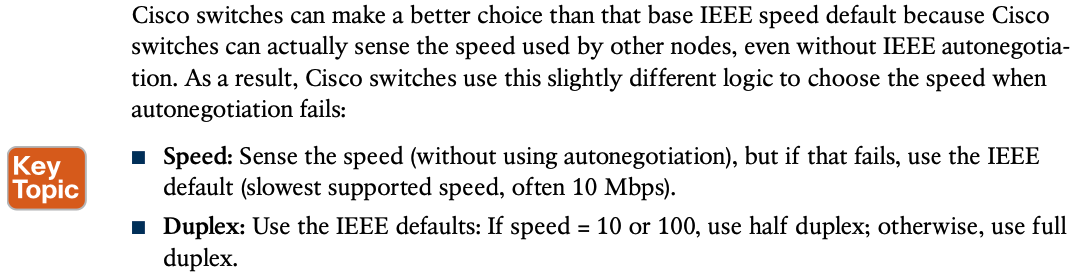 Cisco switches can make a better choice than that base IEEE speed default because Cisco
switches can actually sense the speed used by other nodes, even without IEEE autonegotia-
tion. As a result, Cisco switches use this slightly different logic to choose the speed when
autonegotiation fails:
Key
Topic
■ Speed: Sense the speed (without using autonegotiation), but if that fails, use the IEEE
default (slowest supported speed, often 10 Mbps).
■ Duplex: Use the IEEE defaults: If speed = 10 or 100, use half duplex; otherwise, use full
duplex.